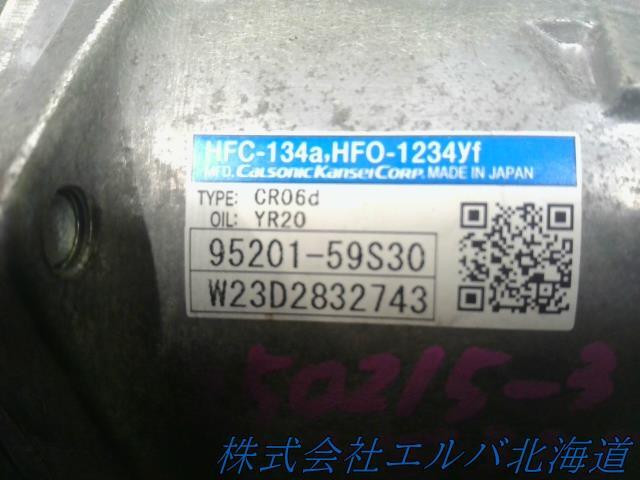 HFC-134a,HFO-1234yf
MFD. Calsonic Kansei CORP. MADE IN JAPAN
TYPE: CR06d
OIL: YR20
95201-59S30
W23D2832743
50215-3
株式会社エルバ北海道